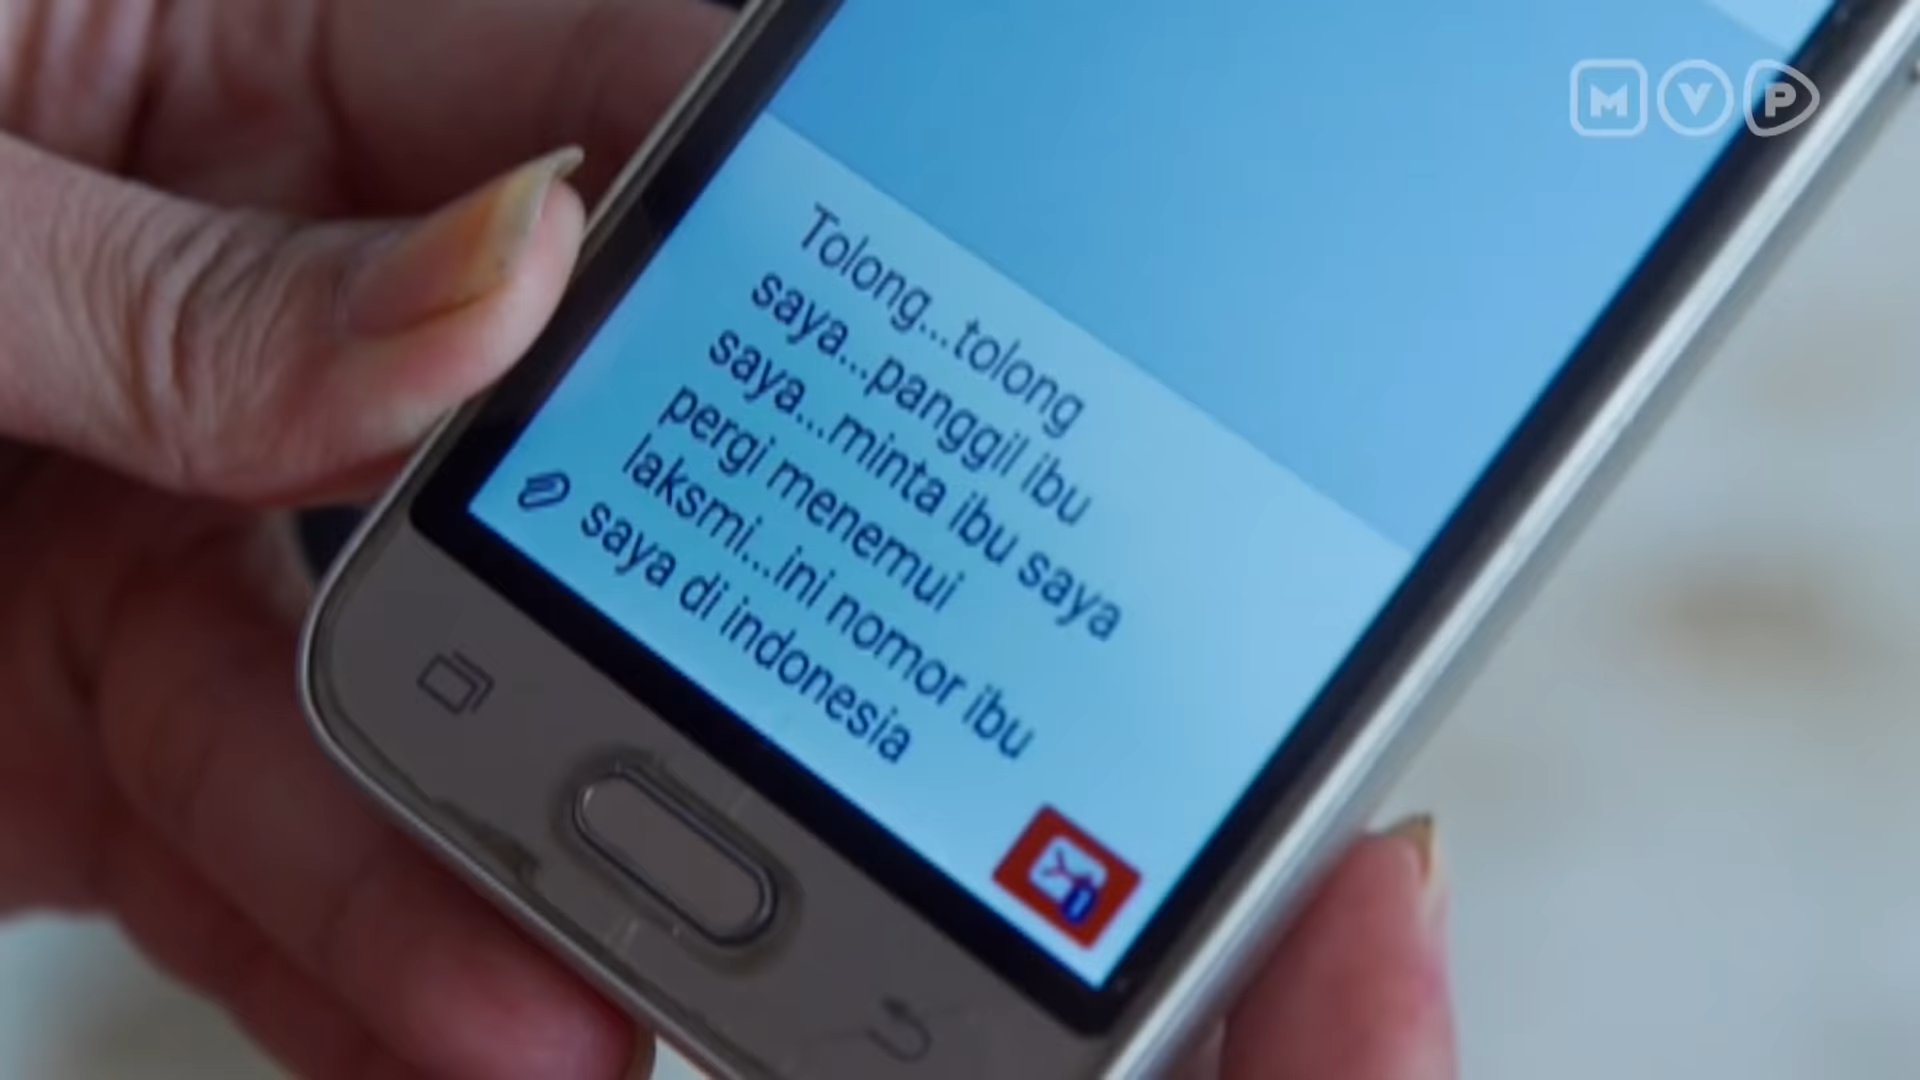 MVP
Tolong...tolong
saya...panggil ibu
saya...minta ibu saya
pergi menemui
laksmi...ini nomor ibu
saya di indonesia